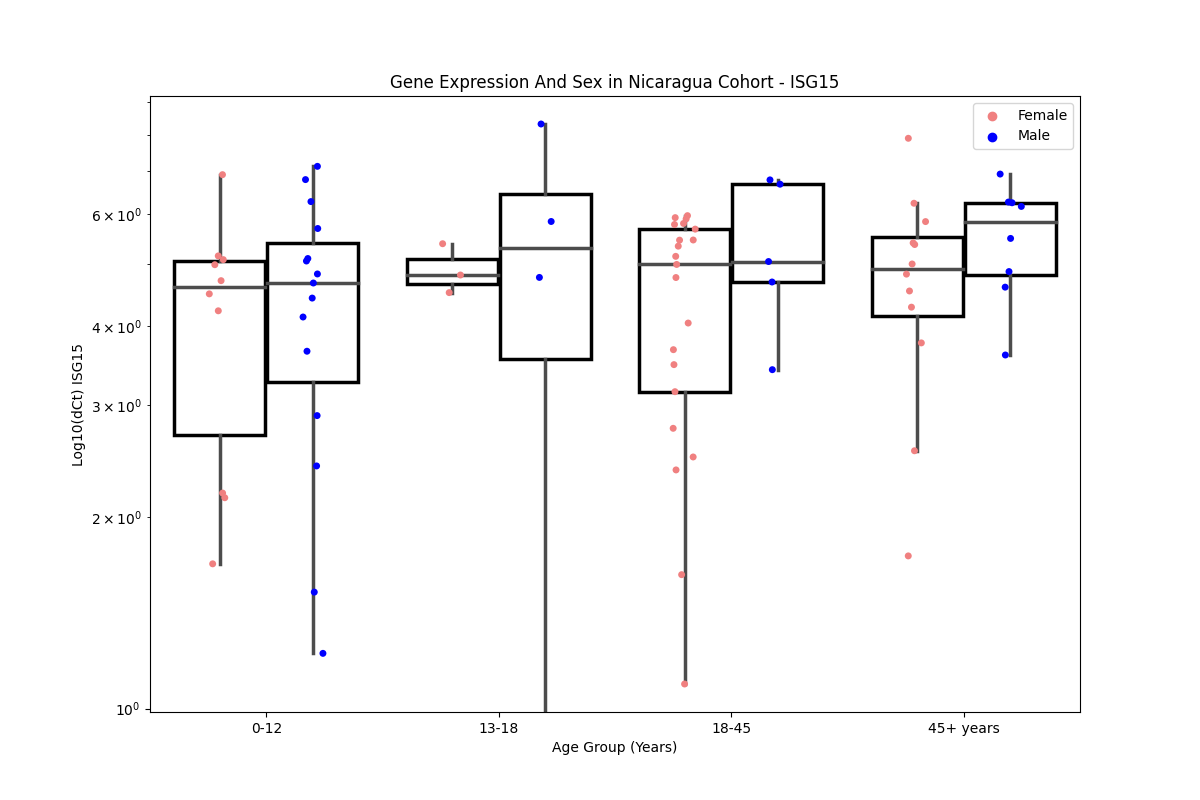 Gene Expression And Sex in Nicaragua Cohort - ISG15
Female
Male
Log10(dCt) ISG15
6 × 10⁰
4 × 10⁰
3 × 10⁰
2 × 10⁰
10⁰
0-12
13-18
18-45
45+ years
Age Group (Years)